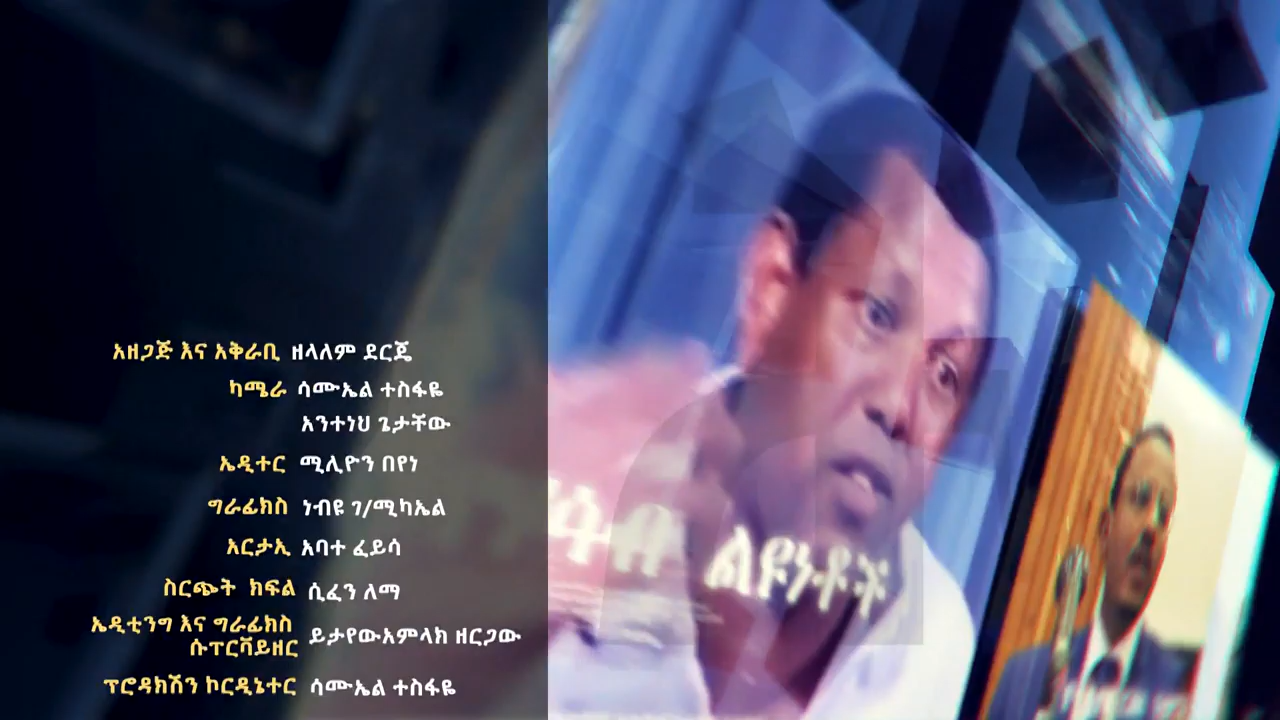 አዘጋጅ እና አቅራቢ ዘላለም ደርጄ
ካሜራ ሳሙኤል ተስፋዬ
አንተነህ ጌታቸው
ኤዲተር ሚሊዮን በየነ
ግራፊክስ ነብዩ ገ/ሚካኤል
አርታኢ አባተ ፈይሳ
ስርጭት ክፍል ሲፈን ለማ
ኤዲቲንግ እና ግራፊክስ
ሱፐርቫይዘር ይታየውአምላክ ዘርጋው
ፕሮዳክሽን ኮርዲኔተር ሳሙኤል ተስፋዬ
ልዩነቶች